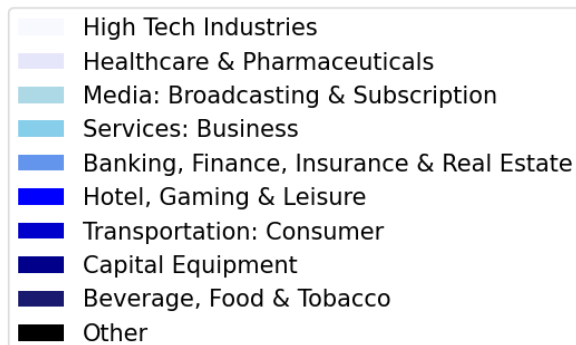 High Tech Industries
Healthcare & Pharmaceuticals
Media: Broadcasting & Subscription
Services: Business
Banking, Finance, Insurance & Real Estate
Hotel, Gaming & Leisure
Transportation: Consumer
Capital Equipment
Beverage, Food & Tobacco
Other